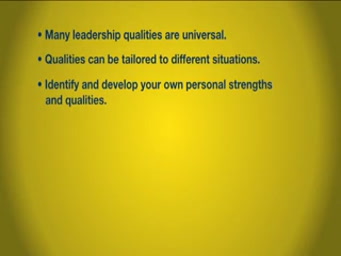 • Many leadership qualities are universal.
• Qualities can be tailored to different situations.
• Identify and develop your own personal strengths
and qualities.